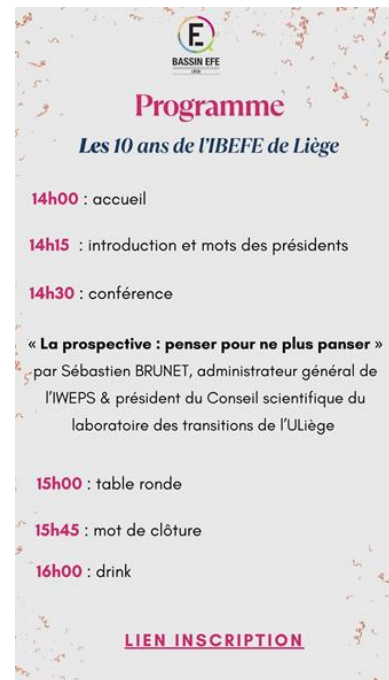 BASSIN EFE
LIÈGE
Programme
Les 10 ans de l'IBEFE de Liège
14h00 : accueil
14h15 : introduction et mots des présidents
14h30 : conférence
« La prospective : penser pour ne plus panser »
par Sébastien BRUNET, administrateur général de
l'IWEPS & président du Conseil scientifique du
laboratoire des transitions de l'ULiège
15h00 : table ronde
15h45 : mot de clôture
16h00 : drink
LIEN INSCRIPTION